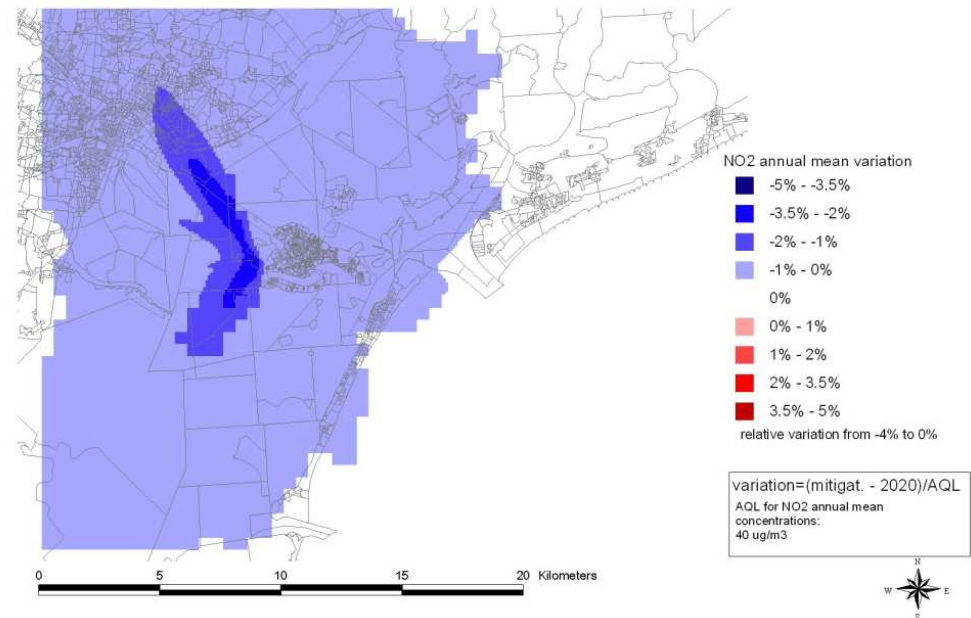 NO2 annual mean variation
-5% - -3.5%
-3.5% - -2%
-2% - -1%
-1% - 0%
0%
0% - 1%
1% - 2%
2% - 3.5%
3.5% - 5%
relative variation from -4% to 0%
variation=(mitigat. - 2020)/AQL
AQL for NO2 annual mean
concentrations:
40 ug/m3
0 5 10 15 20 Kilometers
N
W E
S